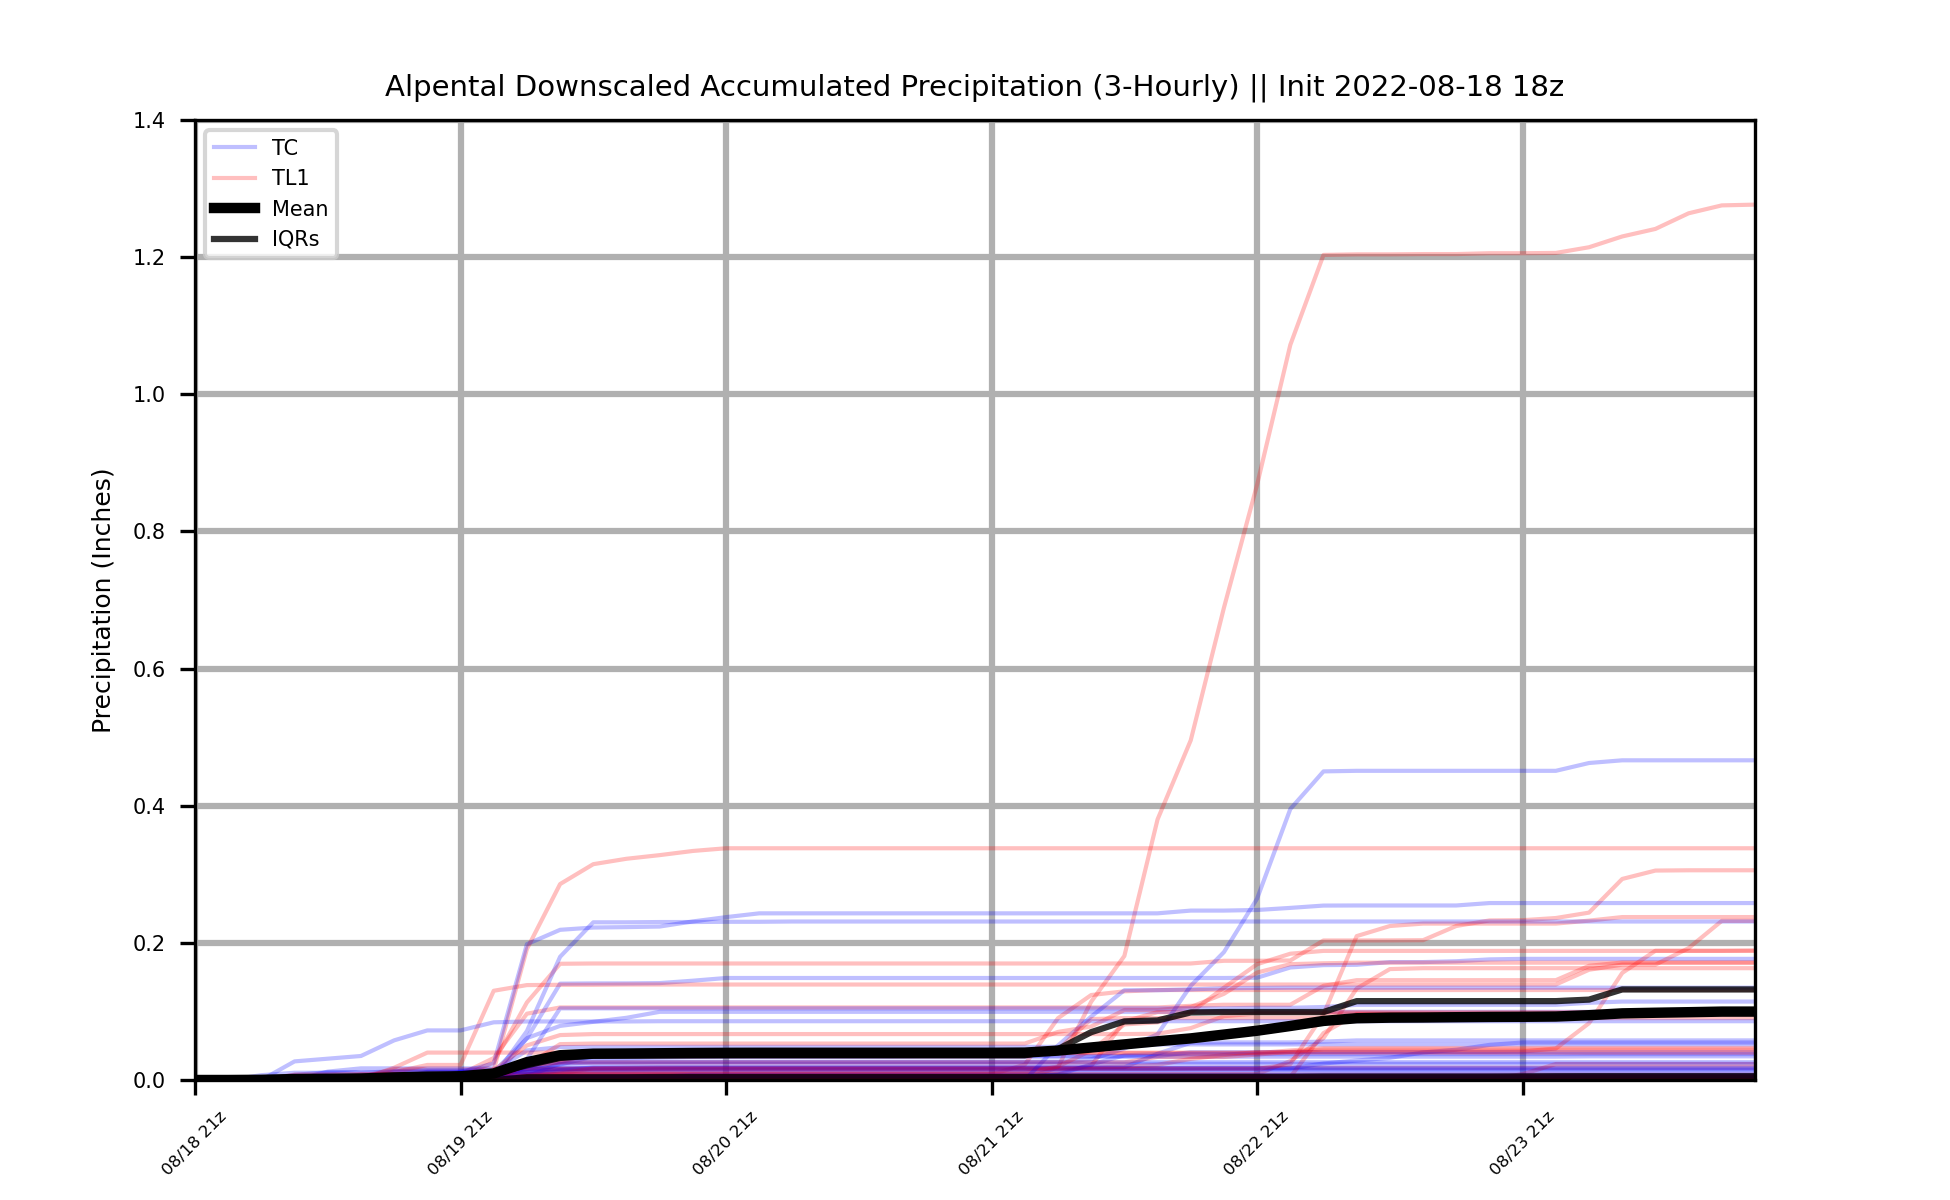 Alpental Downscaled Accumulated Precipitation (3-Hourly) || Init 2022-08-18 18z
TC
TL1
Mean
IQRs
Precipitation (Inches)
1.4
1.2
1.0
0.8
0.6
0.4
0.2
0.0
08/18 21z
08/19 21z
08/20 21z
08/21 21z
08/22 21z
08/23 21z